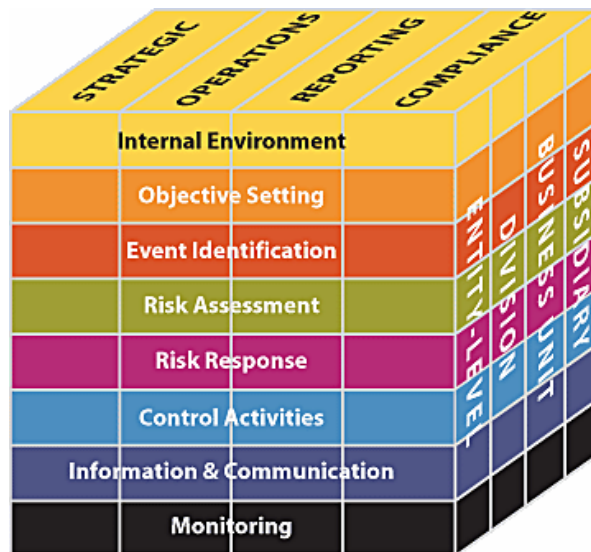 STRATEGIC
OPERATIONS
REPORTING
COMPLIANCE
Internal Environment
Objective Setting
Event Identification
Risk Assessment
Risk Response
Control Activities
Information & Communication
Monitoring
ENTITY-LEVEL
DIVISION
BUSINESS UNIT
SUBSIDIARY